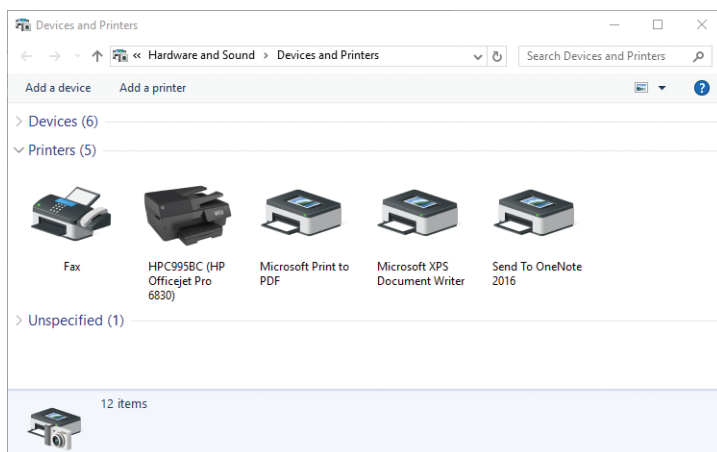 Devices and Printers
« Hardware and Sound > Devices and Printers
Search Devices and Printers
Add a device Add a printer
Devices (6)
Printers (5)
Fax
HPC995BC (HP
Officejet Pro
6830)
Microsoft Print to
PDF
Microsoft XPS
Document Writer
Send To OneNote
2016
Unspecified (1)
12 items